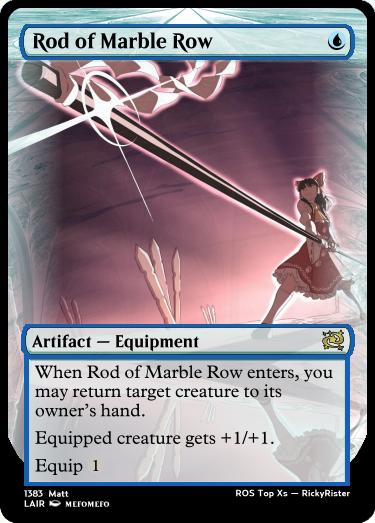 Rod of Marble Row
Artifact — Equipment
When Rod of Marble Row enters, you
may return target creature to its
owner's hand.
Equipped creature gets +1/+1.
Equip 1
1383 Matt
ROS Top Xs — RickyRister
LAIR MEFOMEFO